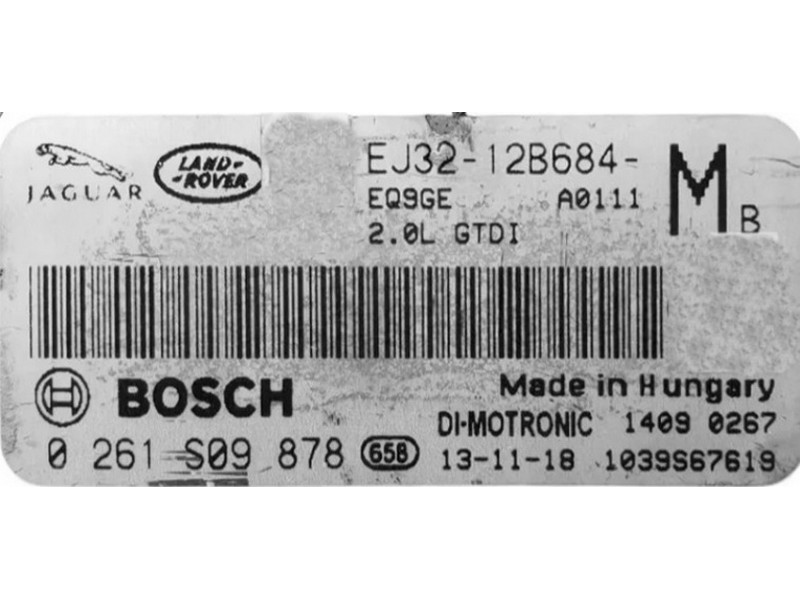 JAGUAR
LAND-
-ROVER
EJ32-12B684-
MB
EQ9GE A0111
2.0L GTDI
BOSCH
Made in Hungary
DI-MOTRONIC 1409 0267
0 261 S09 878 658
13-11-18 1039S67619